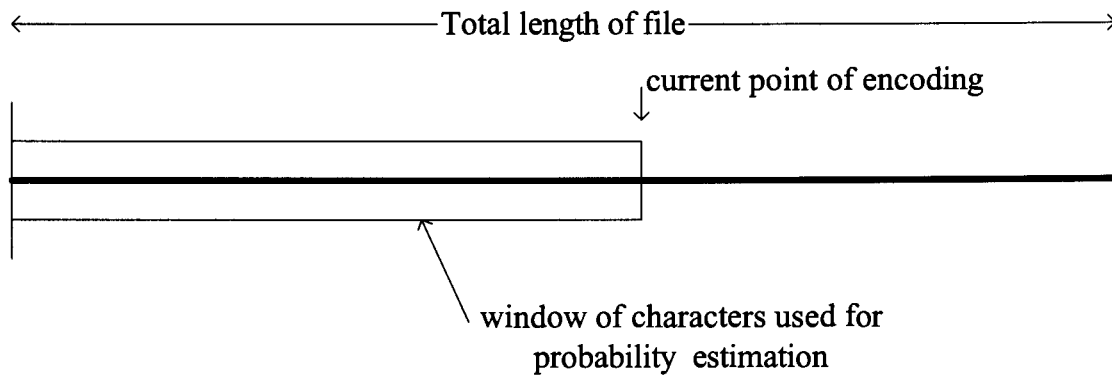 Total length of file
current point of encoding
window of characters used for
probability estimation